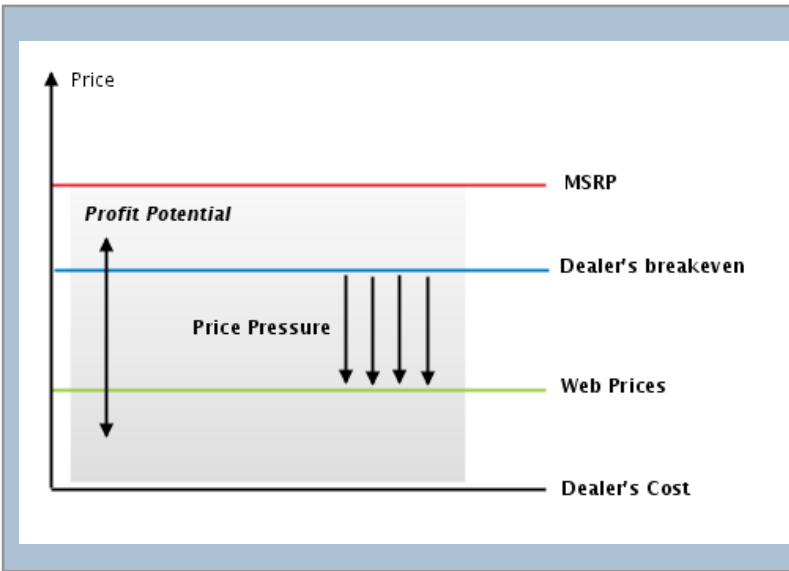 Price
MSRP
Profit Potential
Dealer's breakeven
Price Pressure
Web Prices
Dealer's Cost